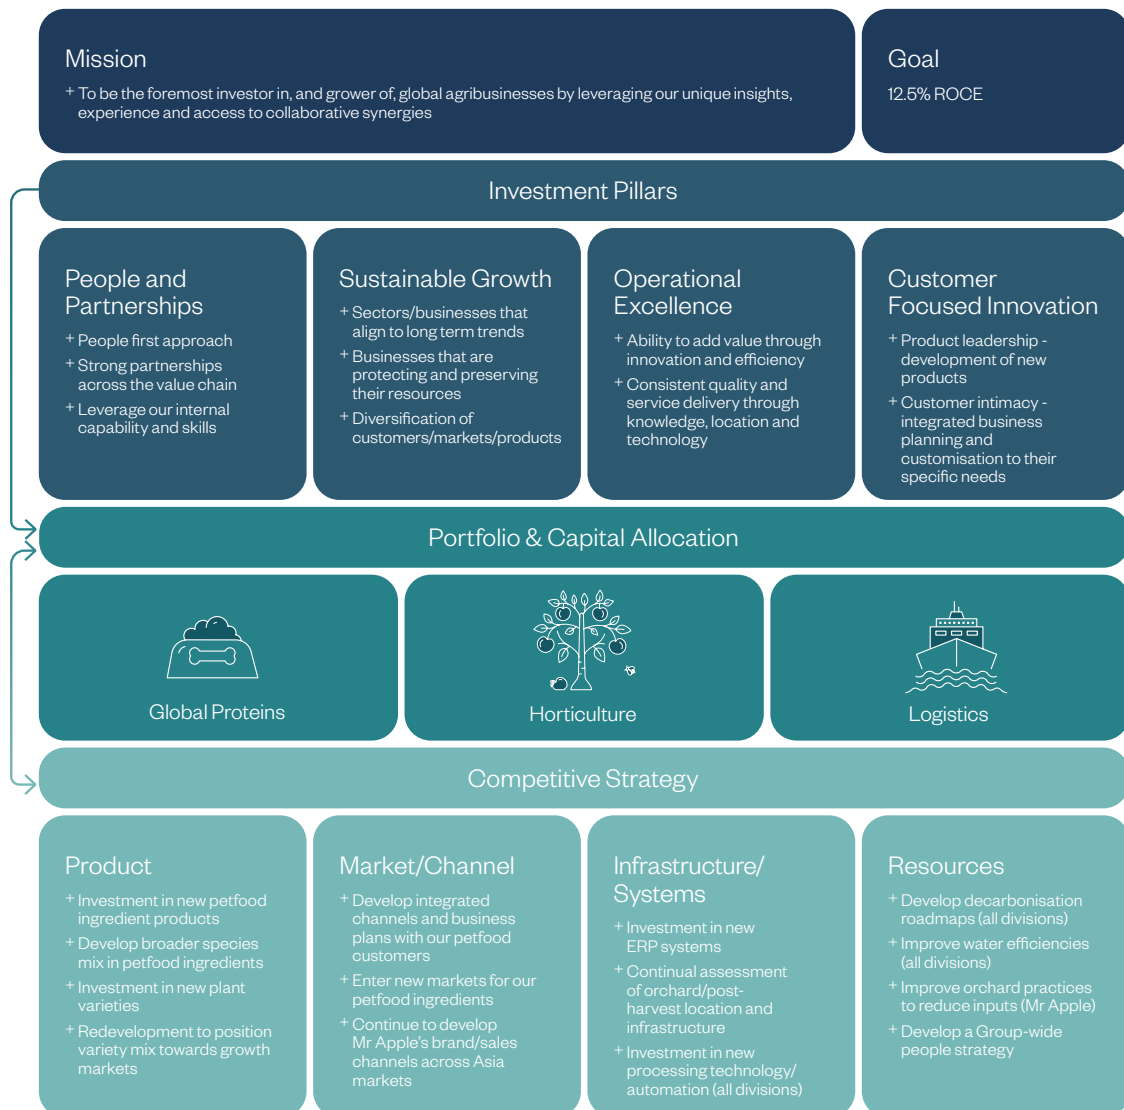 Mission
+ To be the foremost investor in, and grower of, global agribusinesses by leveraging our unique insights,
experience and access to collaborative synergies
Goal
12.5% ROCE
Investment Pillars
People and
Partnerships
+ People first approach
+ Strong partnerships
across the value chain
+ Leverage our internal
capability and skills
Sustainable Growth
+ Sectors/businesses that
align to long term trends
+ Businesses that are
protecting and preserving
their resources
+ Diversification of
customers/markets/products
Operational
Excellence
+ Ability to add value through
innovation and efficiency
+ Consistent quality and
service delivery through
knowledge, location and
technology
Customer
Focused Innovation
+ Product leadership -
development of new
products
+ Customer intimacy -
integrated business
planning and
customisation to their
specific needs
Portfolio & Capital Allocation
Global Proteins
Horticulture
Logistics
Competitive Strategy
Product
+ Investment in new petfood
ingredient products
+ Develop broader species
mix in petfood ingredients
+ Investment in new plant
varieties
+ Redevelopment to position
variety mix towards growth
markets
Market/Channel
+ Develop integrated
channels and business
plans with our petfood
customers
+ Enter new markets for our
petfood ingredients
+ Continue to develop
Mr Apple's brand/sales
channels across Asia
markets
Infrastructure/
Systems
+ Investment in new
ERP systems
+ Continual assessment
of orchard/post-
harvest location and
infrastructure
+ Investment in new
processing technology/
automation (all divisions)
Resources
+ Develop decarbonisation
roadmaps (all divisions)
+ Improve water efficiencies
(all divisions)
+ Improve orchard practices
to reduce inputs (Mr Apple)
+ Develop a Group-wide
people strategy